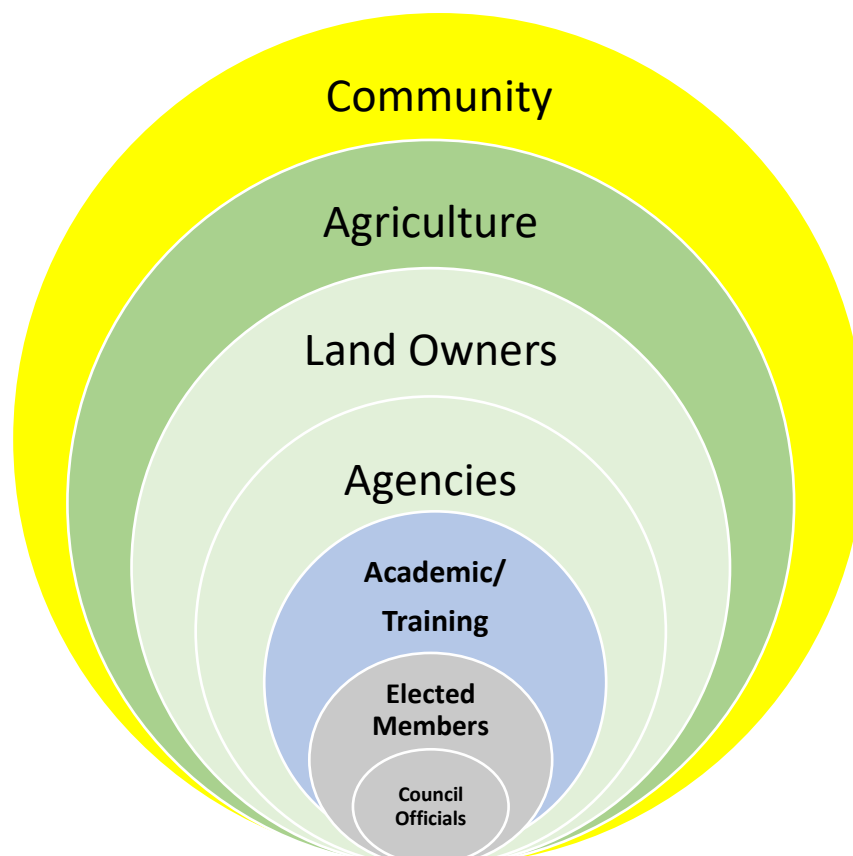 Community
Agriculture
Land Owners
Agencies
Academic/
Training
Elected
Members
Council
Officials